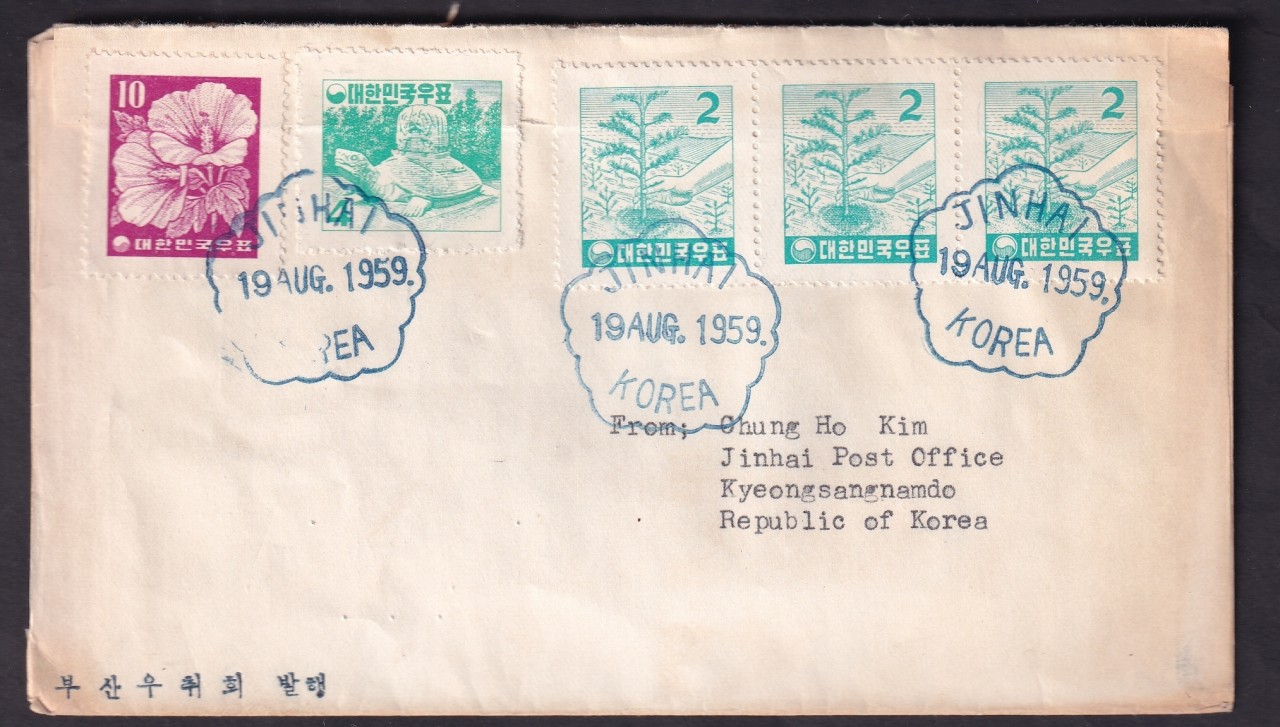 10
대한민국우표
대한민국우표
4
2
대한민국우표
2
대한민국우표
2
대한민국우표
JINHAI
19 AUG. 1959.
JINHAI
19 AUG. 1959.
KOREA
JINHAI
19 AUG. 1959.
KOREA
From; Chung Ho Kim
Jinhai Post Office
Kyeongsangnamdo
Republic of Korea
부산우취회 발행